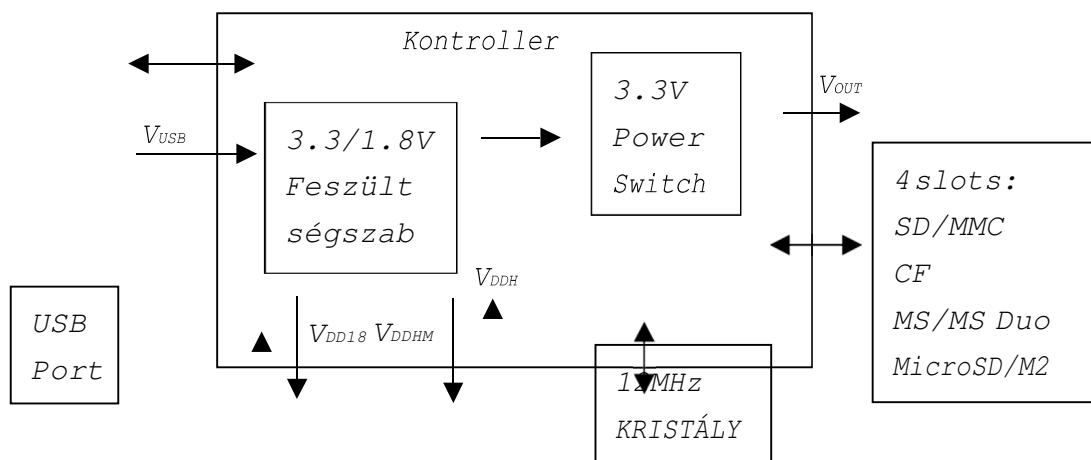 Kontroller
VUSB
3.3/1.8V
Feszült
ségszab
3.3V
Power
Switch
VOUT
4slots:
SD/MMC
CF
MS/MS Duo
MicroSD/M2
VDDH
VDD18 VDDHM
USB
Port
12MHz
KRISTÁLY